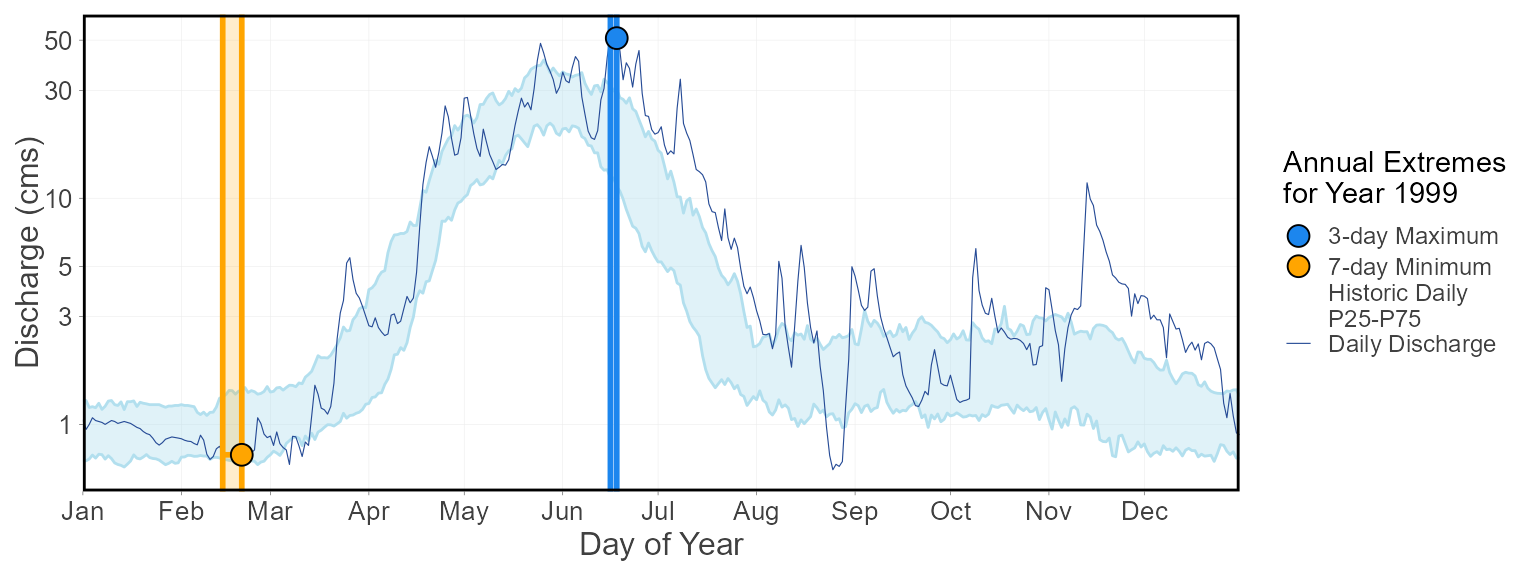 50
30
10
5
3
1
Discharge (cms)
Jan Feb Mar Apr May Jun Jul Aug Sep Oct Nov Dec
Day of Year
Annual Extremes
for Year 1999
3-day Maximum
7-day Minimum
Historic Daily
P25-P75
Daily Discharge